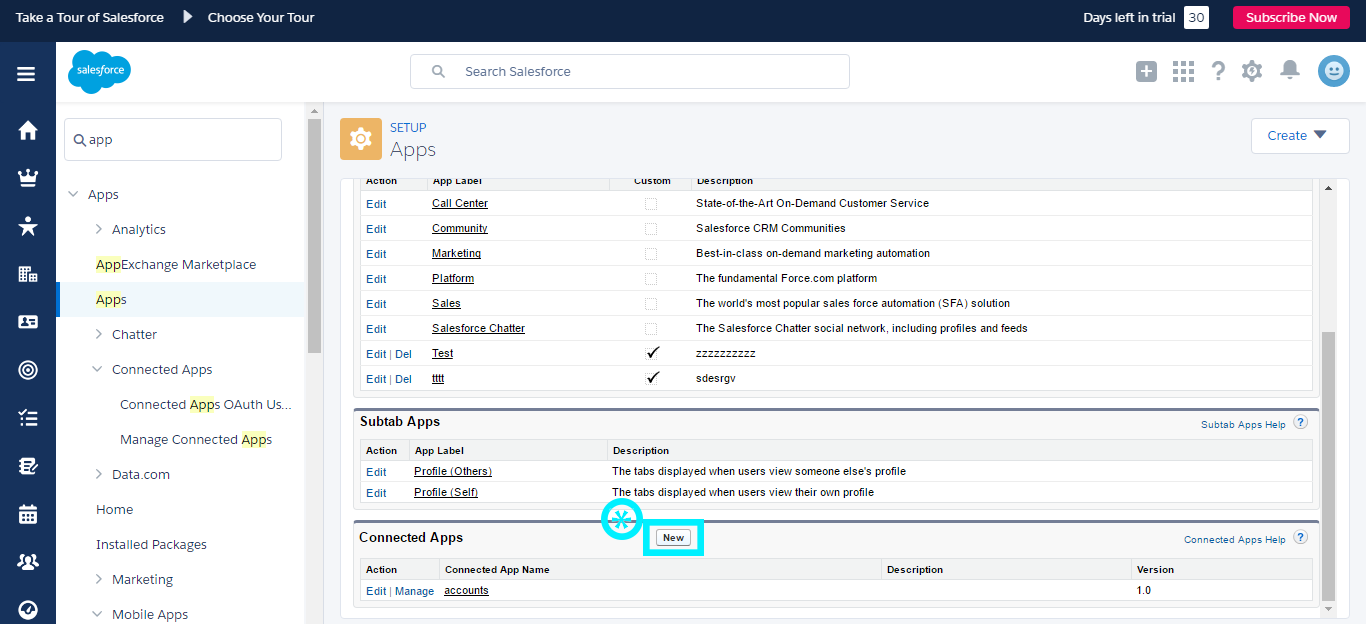 Take a Tour of Salesforce Choose Your Tour Days left in trial 30 Subscribe Now
salesforce
Search Salesforce
app
Apps
Analytics
AppExchange Marketplace
Apps
Chatter
Connected Apps
Connected Apps OAuth Us...
Manage Connected Apps
Data.com
Home
Installed Packages
Marketing
Mobile Apps
SETUP
Apps
Create
Action App Label Custom Description
Edit Call Center State-of-the-Art On-Demand Customer Service
Edit Community Salesforce CRM Communities
Edit Marketing Best-in-class on-demand marketing automation
Edit Platform The fundamental Force.com platform
Edit Sales The world's most popular sales force automation (SFA) solution
Edit Salesforce Chatter The Salesforce Chatter social network, including profiles and feeds
Edit | Del Test zzzzzzzzzz
Edit | Del tttt sdesrgv
Subtab Apps Subtab Apps Help ?
Action App Label Description
Edit Profile (Others) The tabs displayed when users view someone else's profile
Edit Profile (Self) The tabs displayed when users view their own profile
Connected Apps New Connected Apps Help ?
Action Connected App Name Description Version
Edit | Manage accounts 1.0